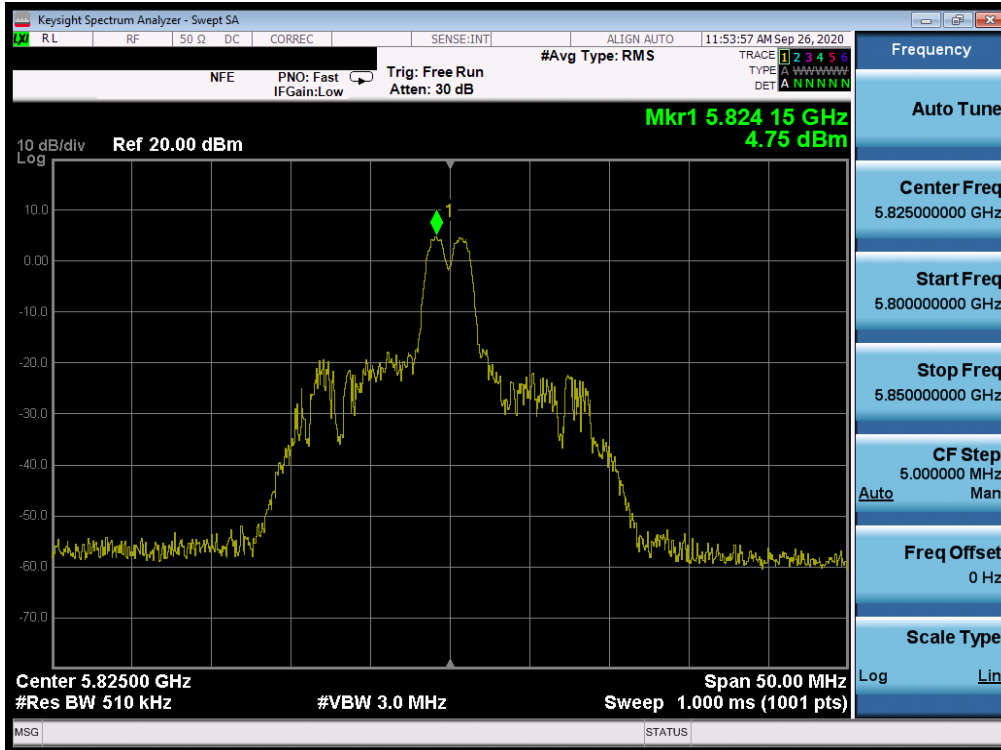 Keysight Spectrum Analyzer - Swept SA
LXI RL RF 50 Ω DC CORREC SENSE:INT ALIGN AUTO 11:53:57 AM Sep 26, 2020
#Avg Type: RMS
TRACE 1 2 3 4 5 6
TYPE A WWWWW
DET A N N N N N
NFE PNO: Fast Trig: Free Run
IFGain:Low Atten: 30 dB
Mkr1 5.824 15 GHz
4.75 dBm
10 dB/div Ref 20.00 dBm
Log
1
10.0
0.00
-10.0
-20.0
-30.0
-40.0
-50.0
-60.0
-70.0
Center 5.82500 GHz Span 50.00 MHz
#Res BW 510 kHz #VBW 3.0 MHz Sweep 1.000 ms (1001 pts)
MSG STATUS
Frequency
Auto Tune
Center Freq
5.825000000 GHz
Start Freq
5.800000000 GHz
Stop Freq
5.850000000 GHz
CF Step
5.000000 MHz
Auto Man
Freq Offset
0 Hz
Scale Type
Log Lin